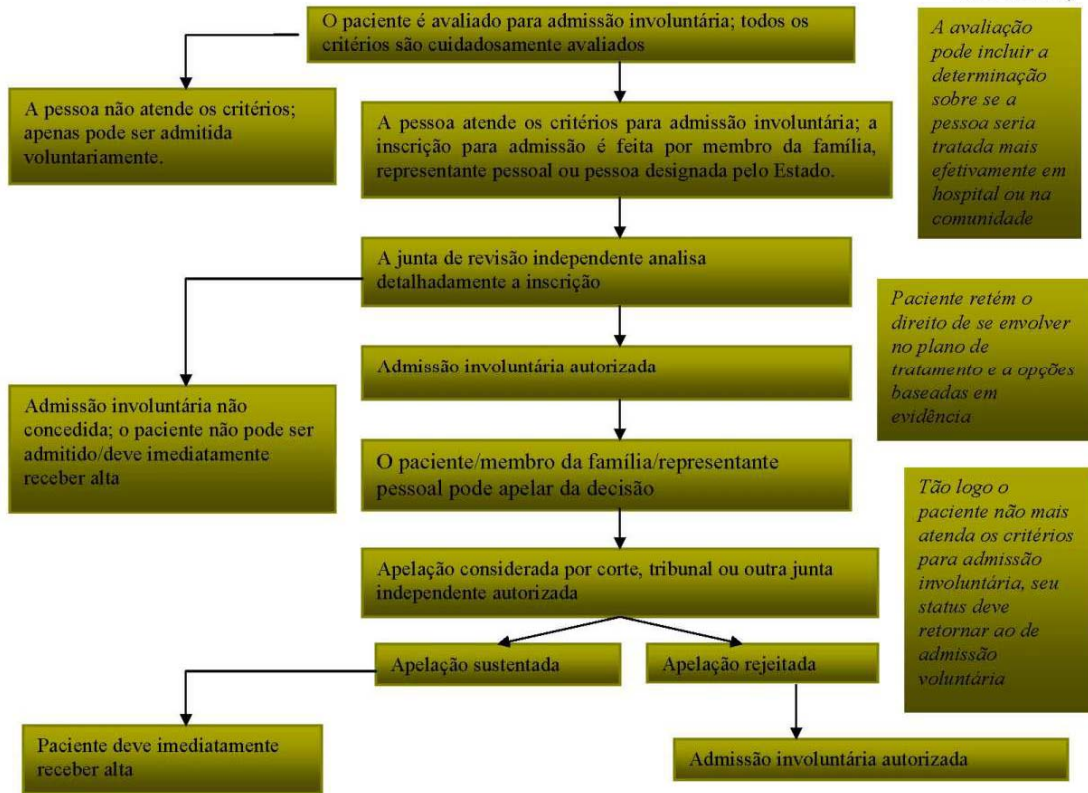 O paciente é avaliado para admissão involuntária; todos os
critérios são cuidadosamente avaliados
A pessoa não atende os critérios;
apenas pode ser admitida
voluntariamente.
A pessoa atende os critérios para admissão involuntária; a
inscrição para admissão é feita por membro da família,
representante pessoal ou pessoa designada pelo Estado.
A avaliação
pode incluir a
determinação
sobre se a
pessoa seria
tratada mais
efetivamente em
hospital ou na
comunidade
A junta de revisão independente analisa
detalhadamente a inscrição
Paciente retém o
direito de se envolver
no plano de
tratamento e a opções
baseadas em
evidência
Admissão involuntária autorizada
Admissão involuntária não
concedida; o paciente não pode ser
admitido/deve imediatamente
receber alta
O paciente/membro da família/representante
pessoal pode apelar da decisão
Tão logo o
paciente não mais
atenda os critérios
para admissão
involuntária, seu
status deve
retornar ao de
admissão
voluntária
Apelação considerada por corte, tribunal ou outra junta
independente autorizada
Apelação sustentada
Apelação rejeitada
Paciente deve imediatamente
receber alta
Admissão involuntária autorizada